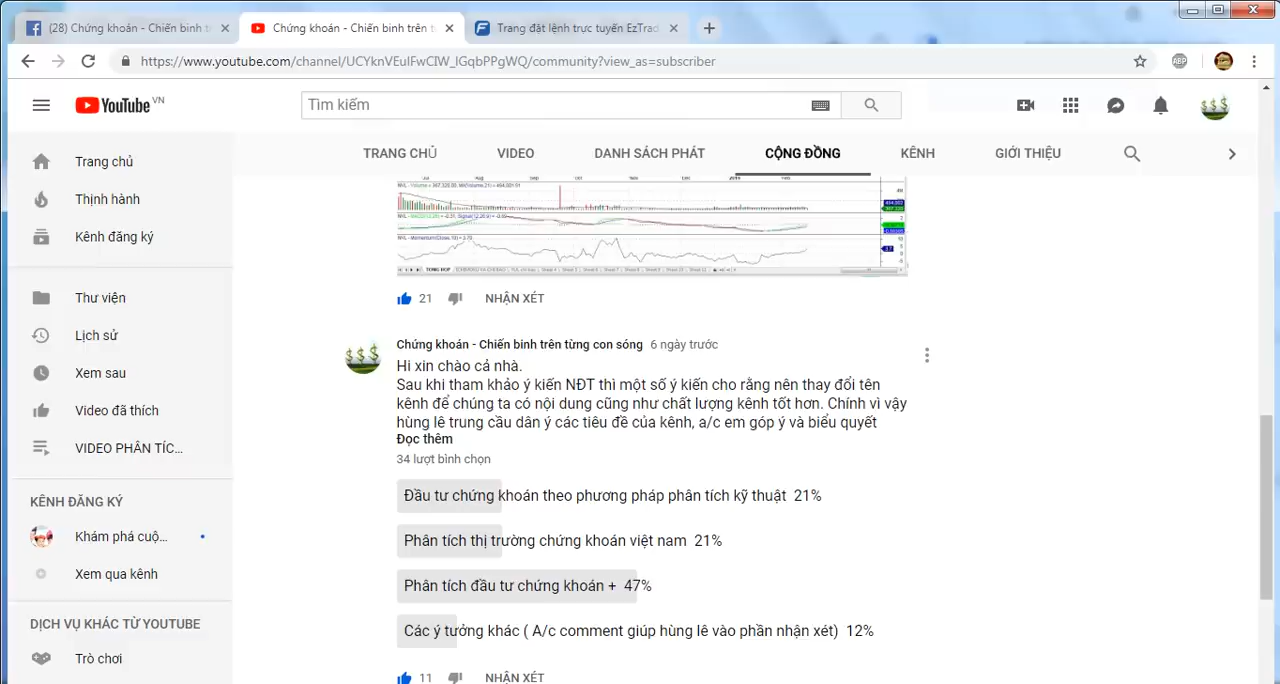 (28) Chứng khoán - Chiến binh t
Chứng khoán - Chiến binh trên t
Trang đặt lệnh trực tuyến EzTrad
https://www.youtube.com/channel/UCYknVEulFwCIW_lGqbPPgWQ/community?view_as=subscriber
ABP
YouTube VN
Tìm kiếm
TRANG CHỦ
VIDEO
DANH SÁCH PHÁT
CỘNG ĐỒNG
KÊNH
GIỚI THIỆU
Trang chủ
Thịnh hành
Kênh đăng ký
Thư viện
Lịch sử
Xem sau
Video đã thích
VIDEO PHÂN TÍC...
KÊNH ĐĂNG KÝ
Khám phá cuộ...
Xem qua kênh
DỊCH VỤ KHÁC TỪ YOUTUBE
Trò chơi
21
NHẬN XÉT
Chứng khoán - Chiến binh trên từng con sóng 6 ngày trước
Hi xin chào cả nhà.
Sau khi tham khảo ý kiến NĐT thì một số ý kiến cho rằng nên thay đổi tên
kênh để chúng ta có nội dung cũng như chất lượng kênh tốt hơn. Chính vì vậy
hùng lê trung cầu dân ý các tiêu đề của kênh, a/c em góp ý và biểu quyết
Đọc thêm
34 lượt bình chọn
Đầu tư chứng khoán theo phương pháp phân tích kỹ thuật 21%
Phân tích thị trường chứng khoán việt nam 21%
Phân tích đầu tư chứng khoán + 47%
Các ý tưởng khác ( A/c comment giúp hùng lê vào phần nhận xét) 12%
11
NHẬN XÉT